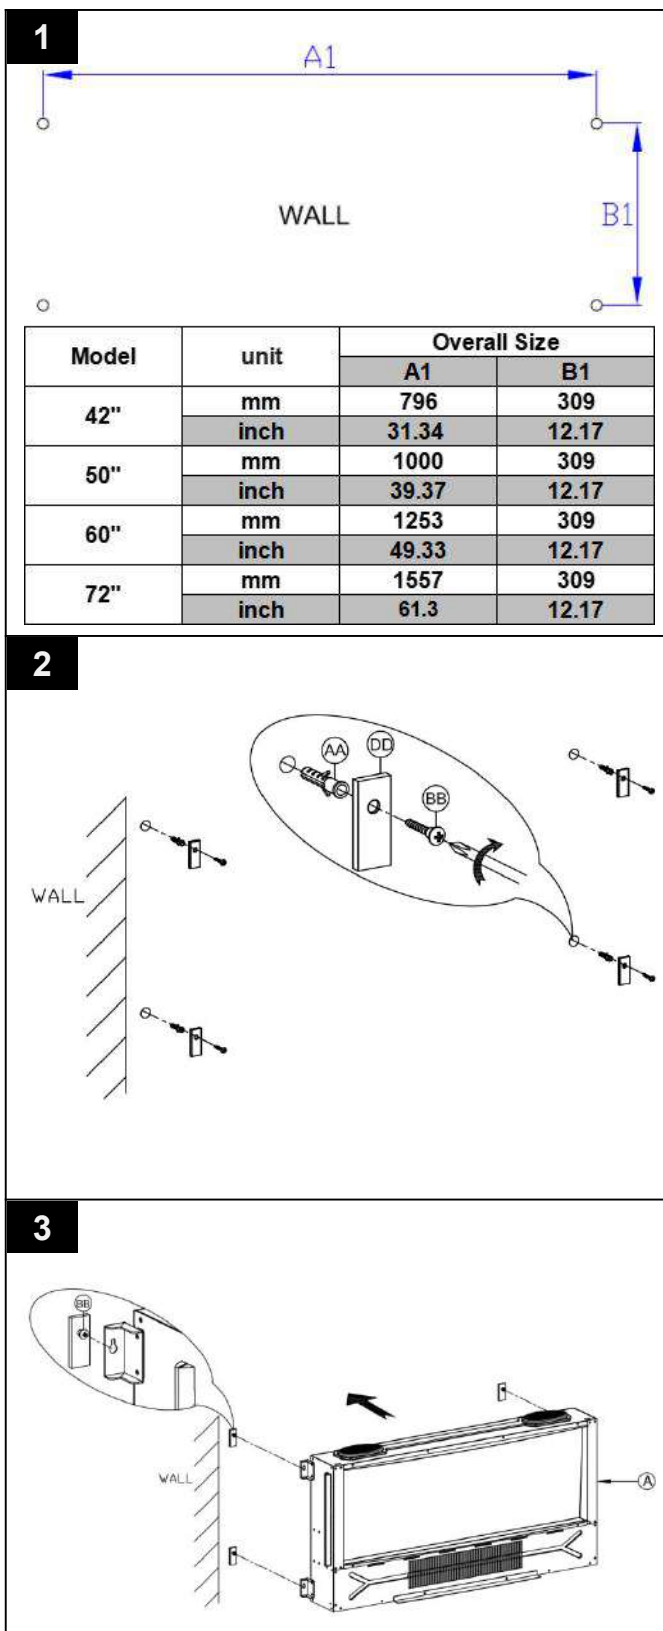 1
A1
WALL
B1
Model unit Overall Size
A1 B1
42" mm 796 309
inch 31.34 12.17
50" mm 1000 309
inch 39.37 12.17
60" mm 1253 309
inch 49.33 12.17
72" mm 1557 309
inch 61.3 12.17
2
AA
DD
BB
WALL
3
BB
WALL
A